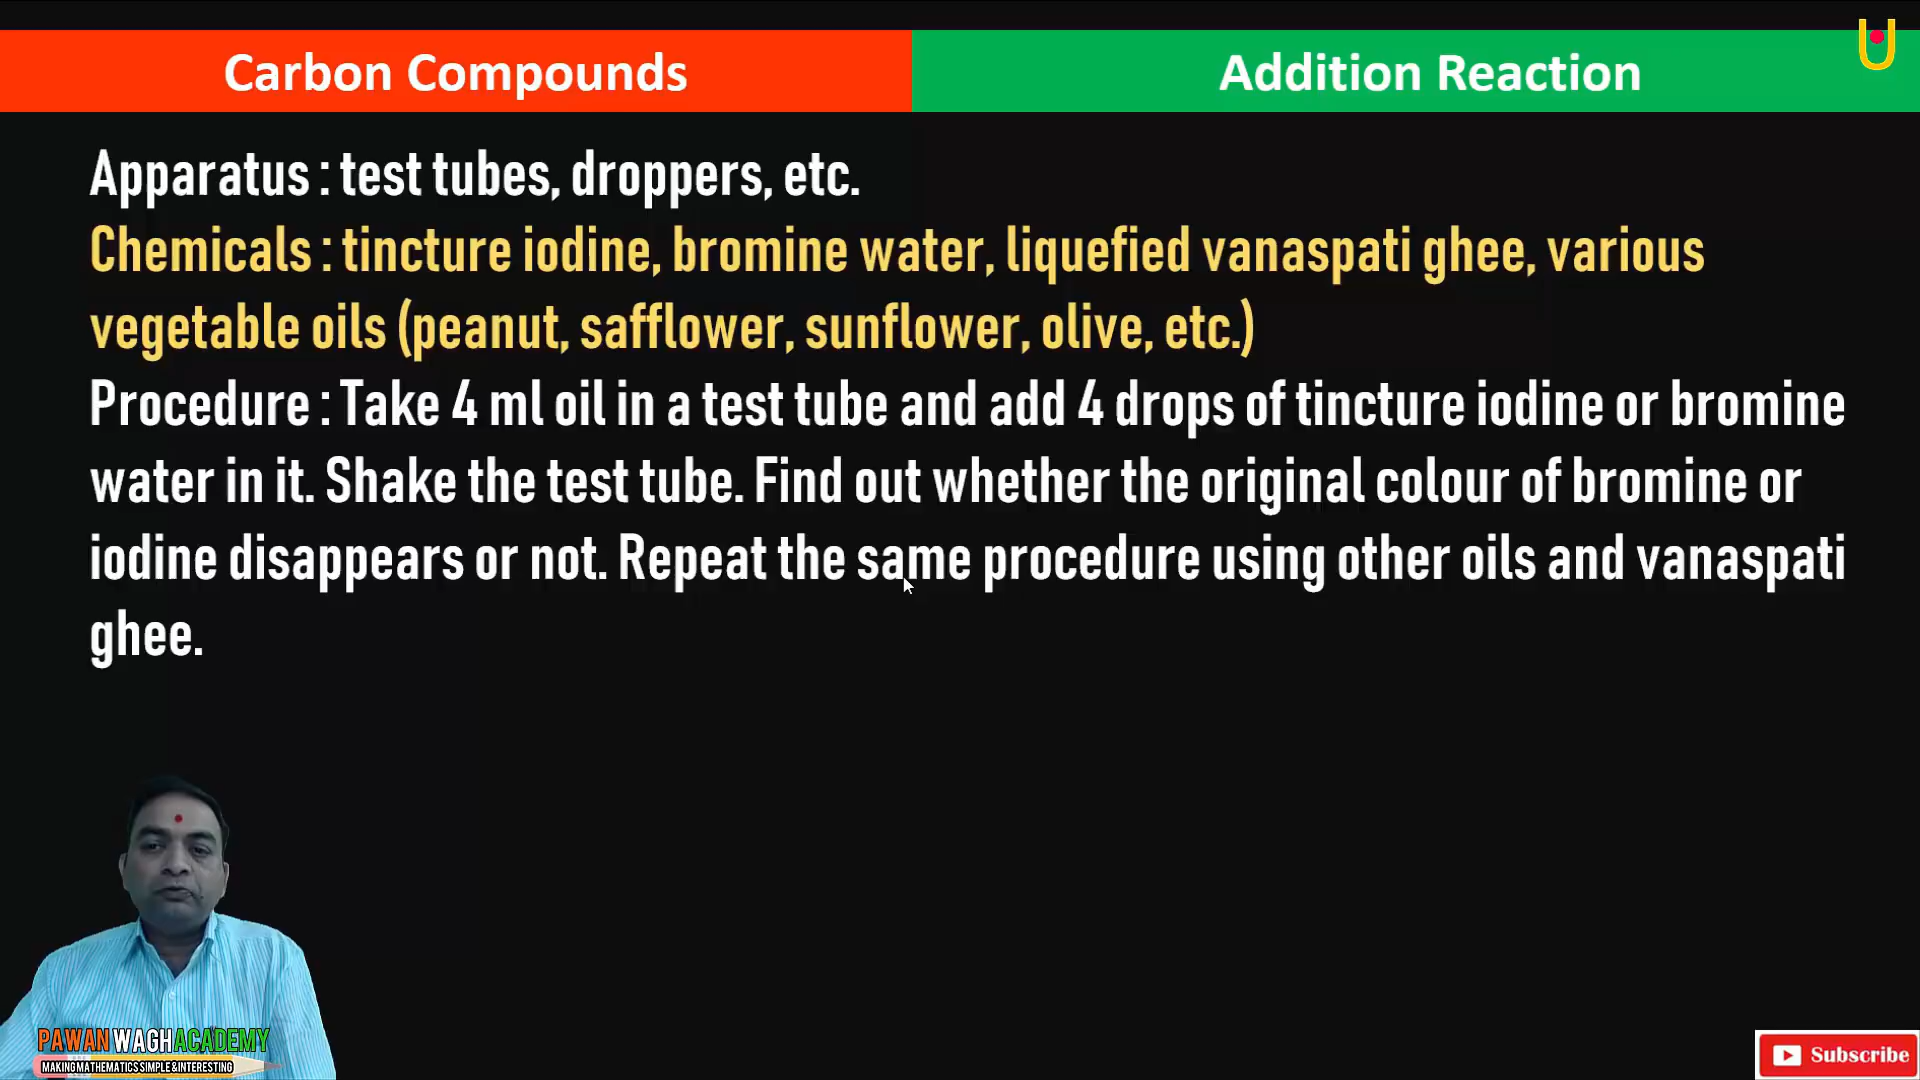 Carbon Compounds
Addition Reaction
Apparatus : test tubes, droppers, etc.
Chemicals : tincture iodine, bromine water, liquefied vanaspati ghee, various
vegetable oils (peanut, safflower, sunflower, olive, etc.)
Procedure : Take 4 ml oil in a test tube and add 4 drops of tincture iodine or bromine
water in it. Shake the test tube. Find out whether the original colour of bromine or
iodine disappears or not. Repeat the same procedure using other oils and vanaspati
ghee.
PAWAN WAGH ACADEMY
MAKING MATHEMATICS SIMPLE & INTERESTING
Subscribe